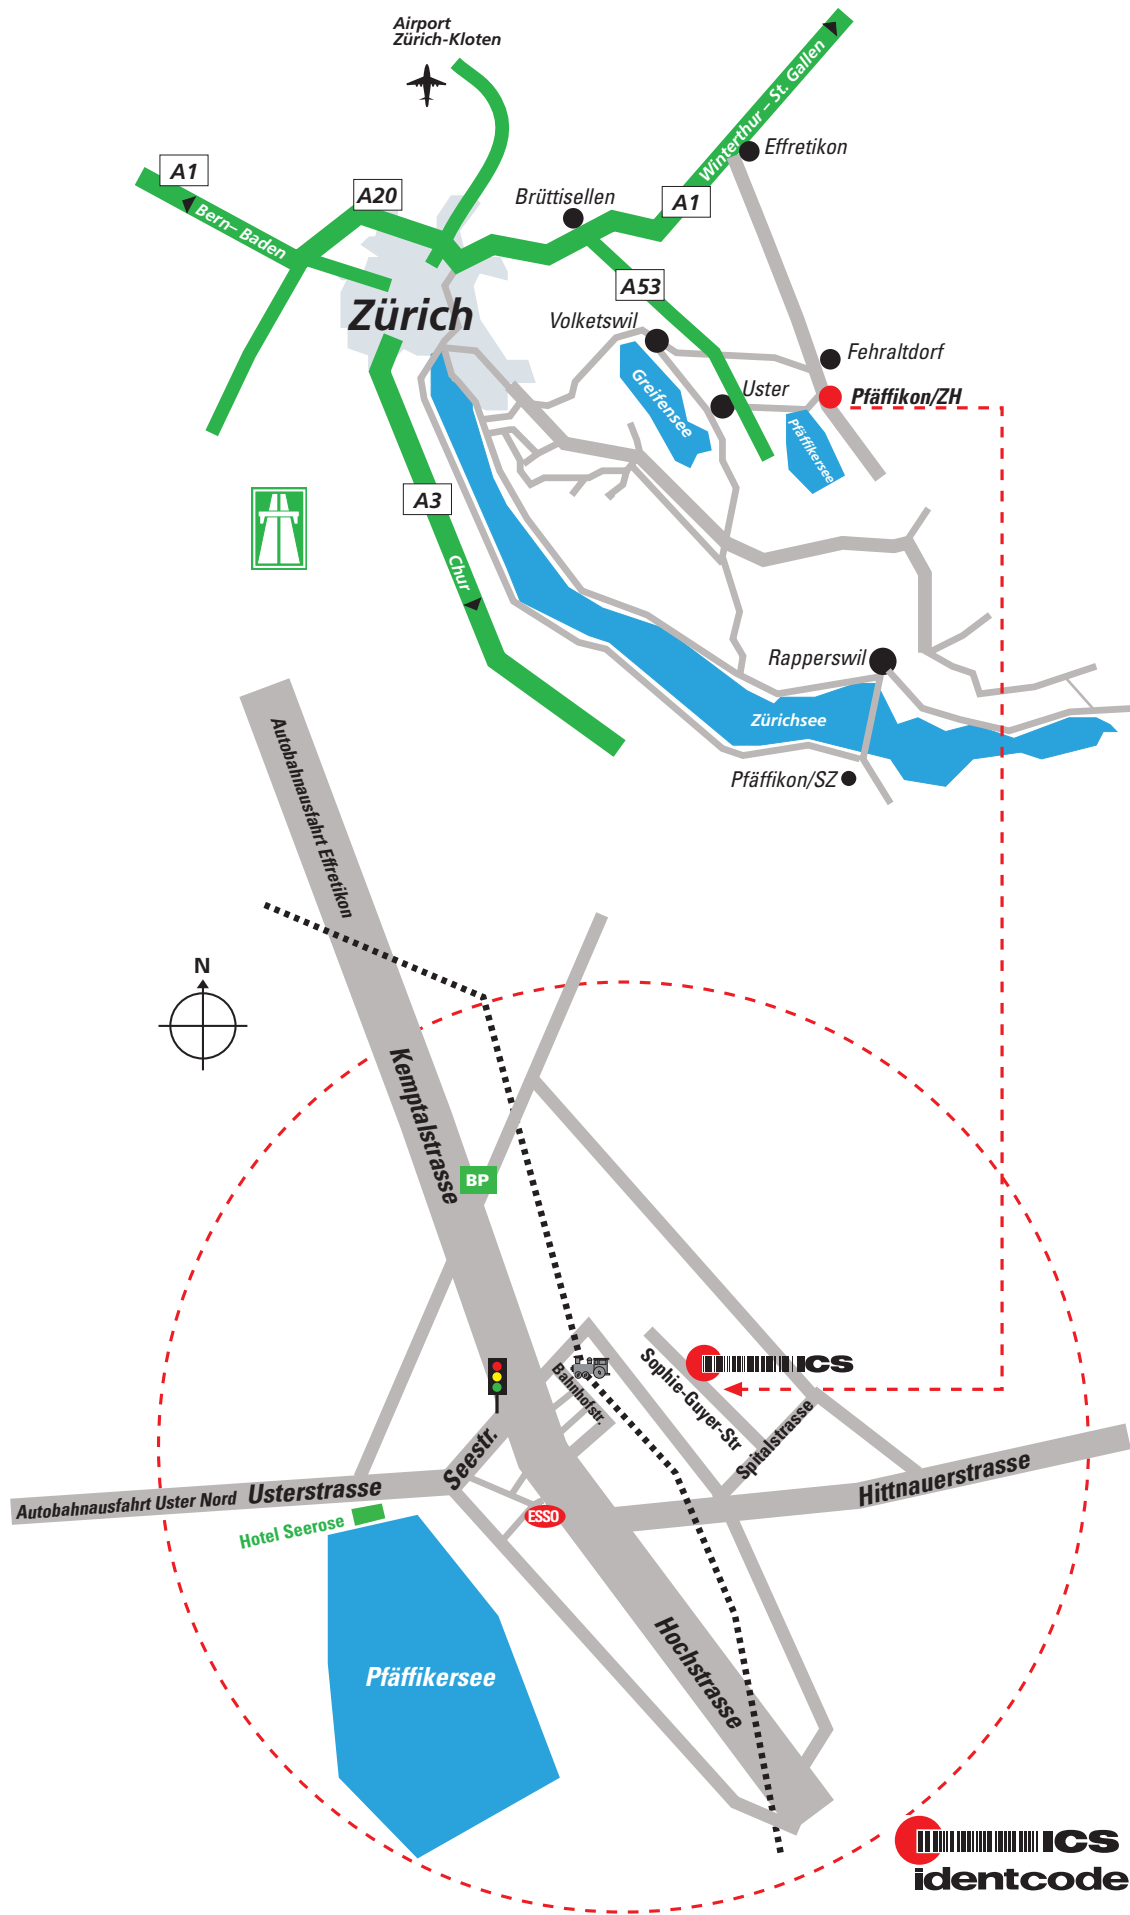 Airport
Zürich-Kloten
Winterthur – St. Gallen
Effretikon
A1
Bern– Baden
A20
Brüttisellen
A1
A53
Zürich
Volketswil
Fehraltdorf
Greifensee
Uster
Pfäffikon/ZH
Pfäffikersee
A3
Chur
Rapperswil
Zürichsee
Pfäffikon/SZ
Autobahnausfahrt Effretikon
N
Kemptalstrasse
BP
Bahnhofstr.
Sophie-Guyer-Str
ICS
Spitalstrasse
Seestr.
Hittnauerstrasse
Autobahnausfahrt Uster Nord Usterstrasse
ESSO
Hotel Seerose
Hochstrasse
Pfäffikersee
ICS
identcode